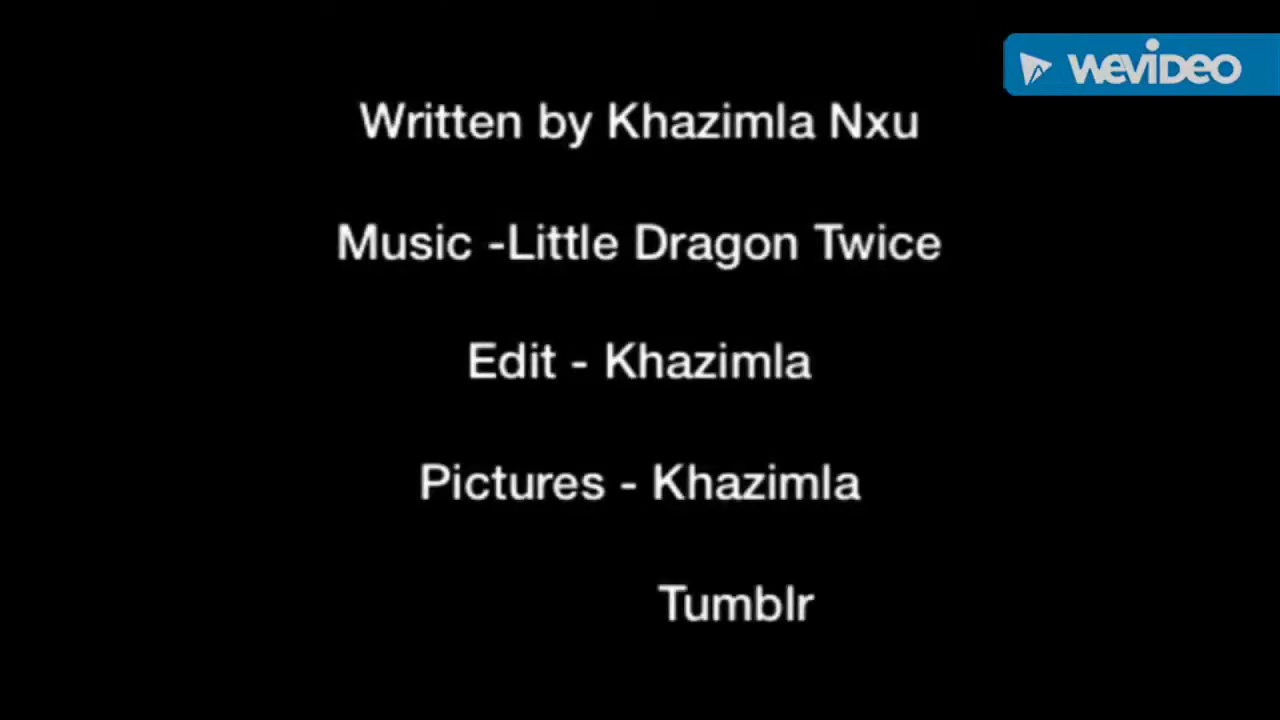 WEVIDEO
Written by Khazimla Nxu
Music -Little Dragon Twice
Edit - Khazimla
Pictures - Khazimla
Tumblr